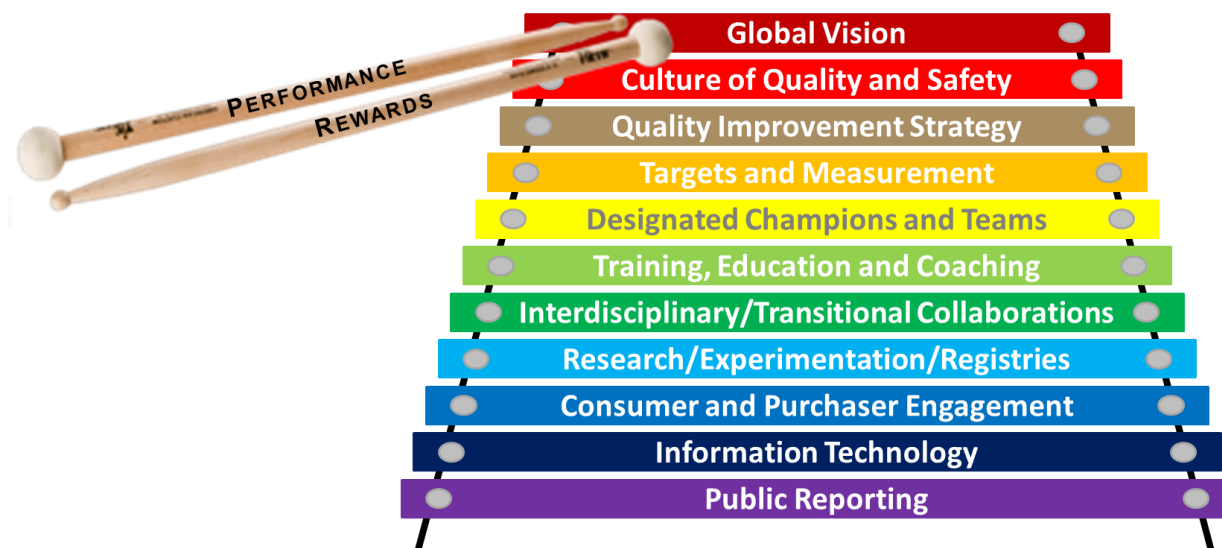 Global Vision
PERFORMANCE
Culture of Quality and Safety
REWARDS
Quality Improvement Strategy
Targets and Measurement
Designated Champions and Teams
Training, Education and Coaching
Interdisciplinary/Transitional Collaborations
Research/Experimentation/Registries
Consumer and Purchaser Engagement
Information Technology
Public Reporting